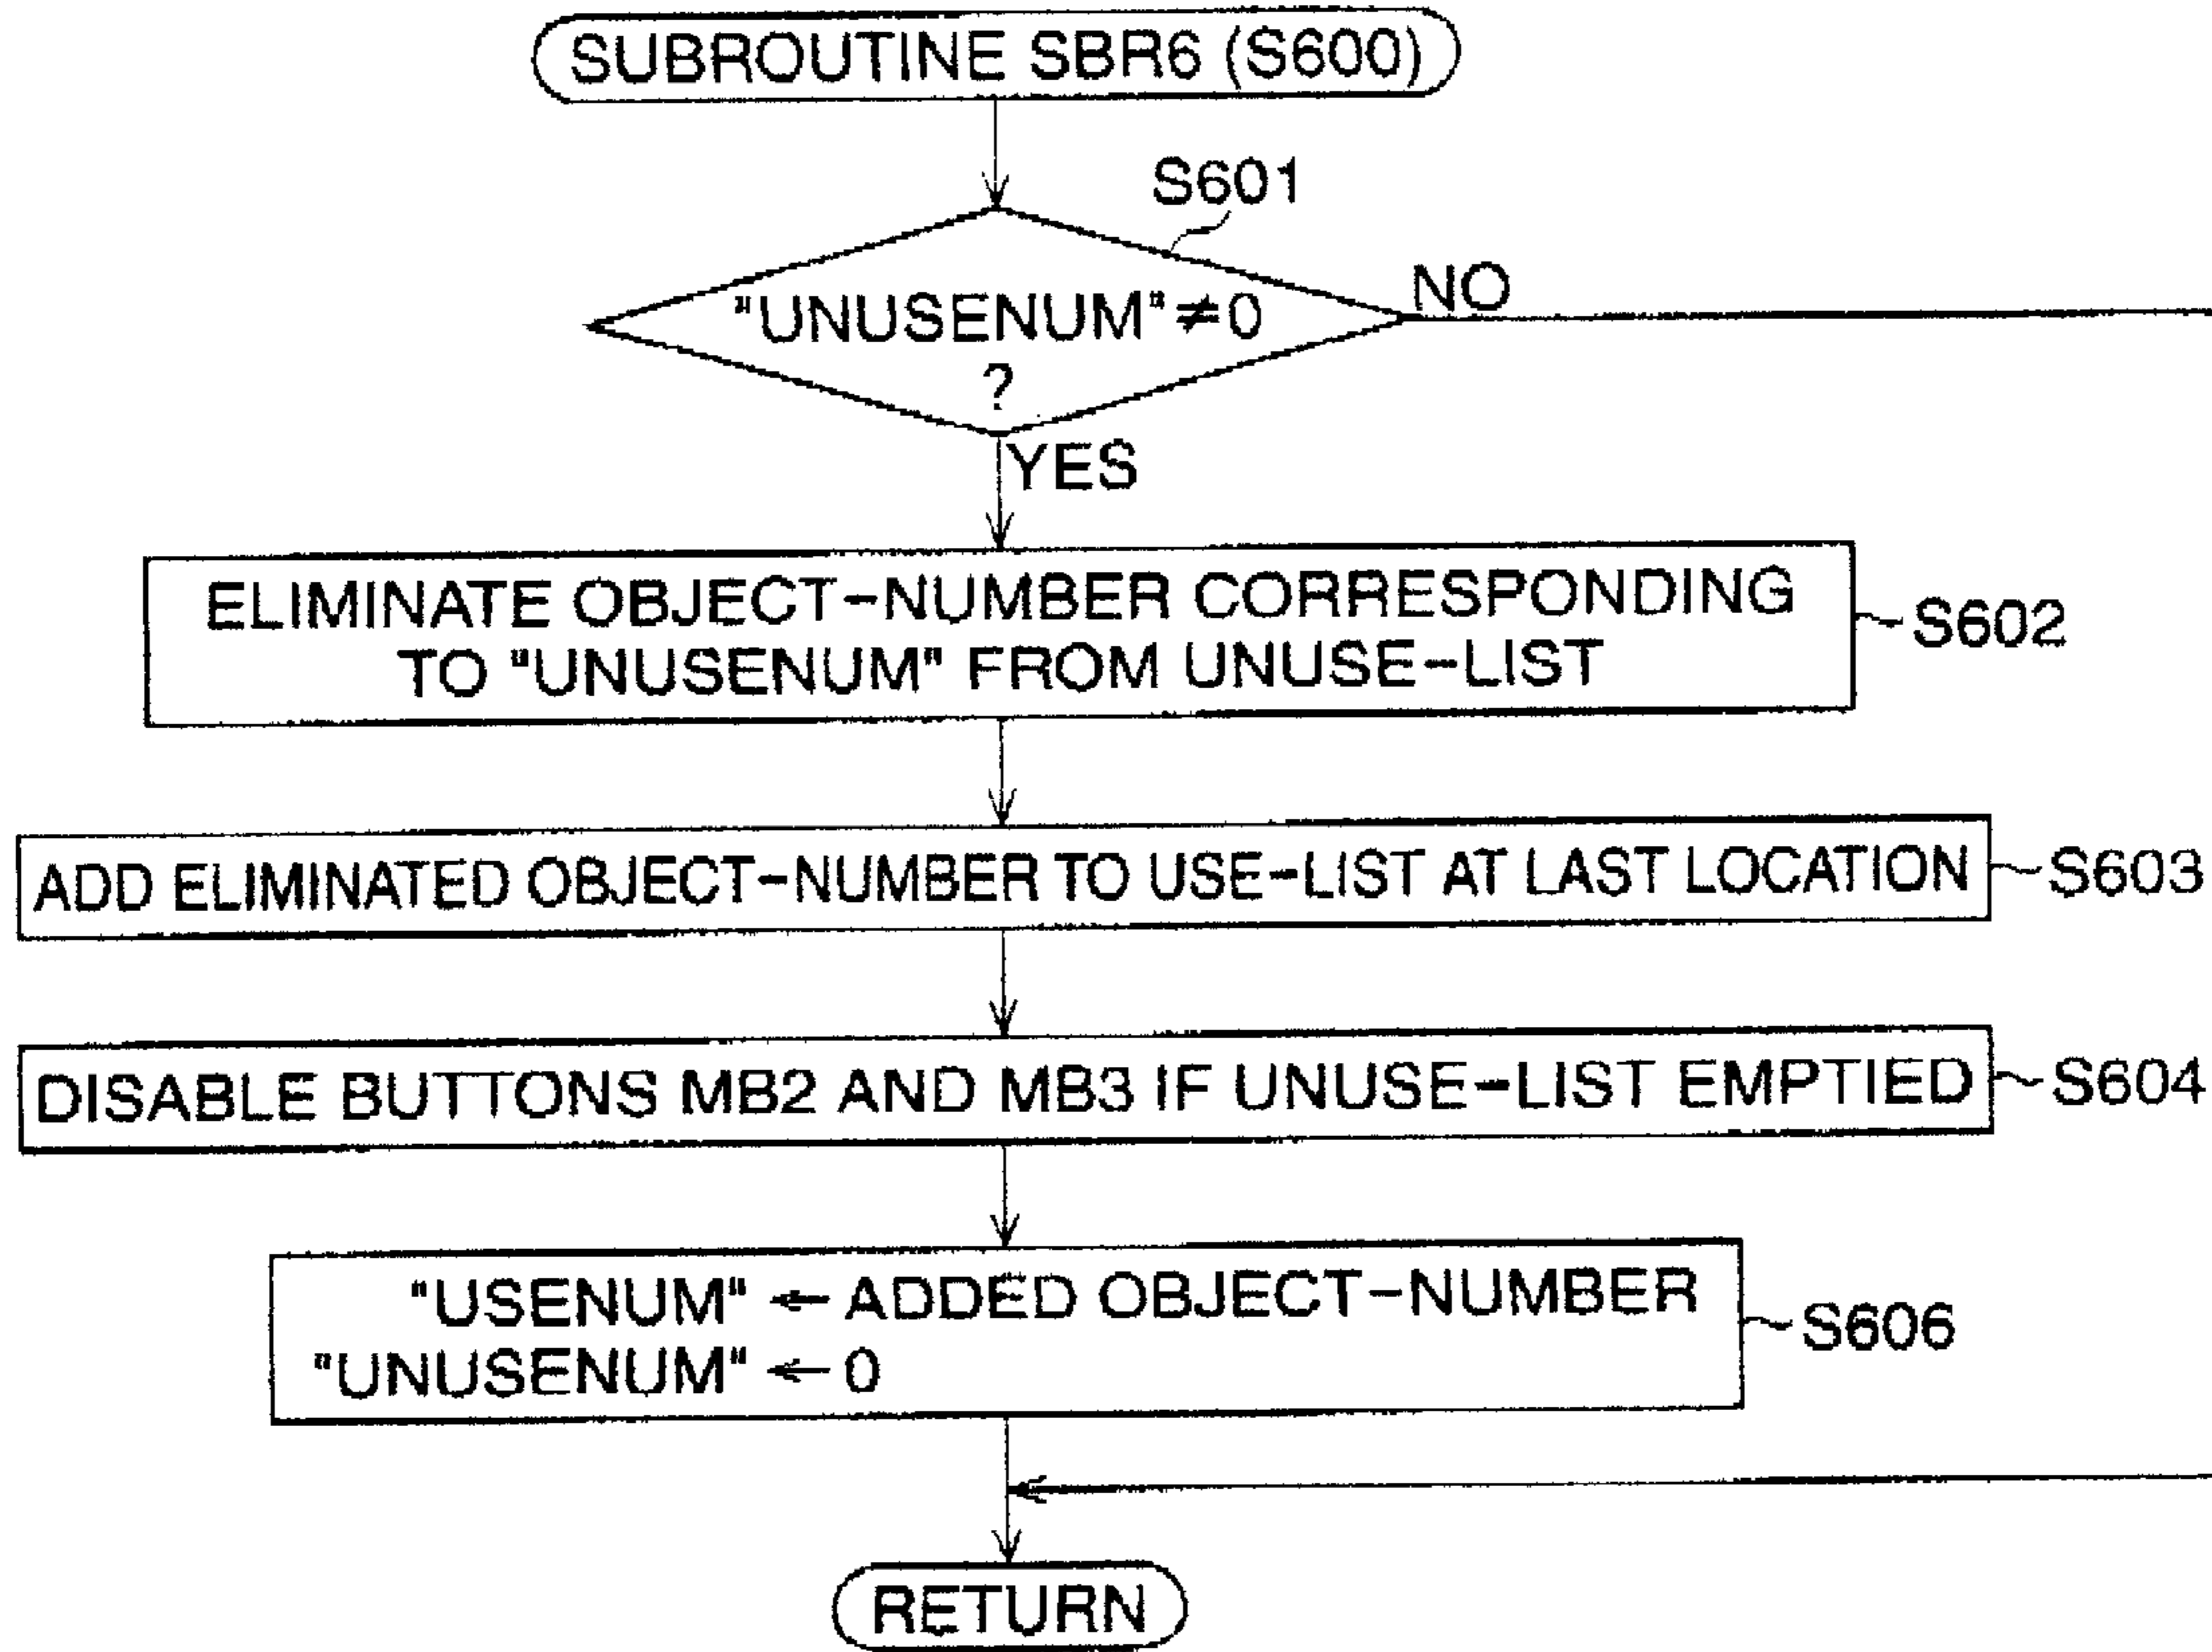 SUBROUTINE SBR6 (S600)
S601
"UNUSENUM"≠0
?
NO
YES
ELIMINATE OBJECT-NUMBER CORRESPONDING
TO "UNUSENUM" FROM UNUSE-LIST
S602
ADD ELIMINATED OBJECT-NUMBER TO USE-LIST AT LAST LOCATION
S603
DISABLE BUTTONS MB2 AND MB3 IF UNUSE-LIST EMPTIED
S604
"USENUM" ← ADDED OBJECT-NUMBER
"UNUSENUM" ← 0
S606
RETURN